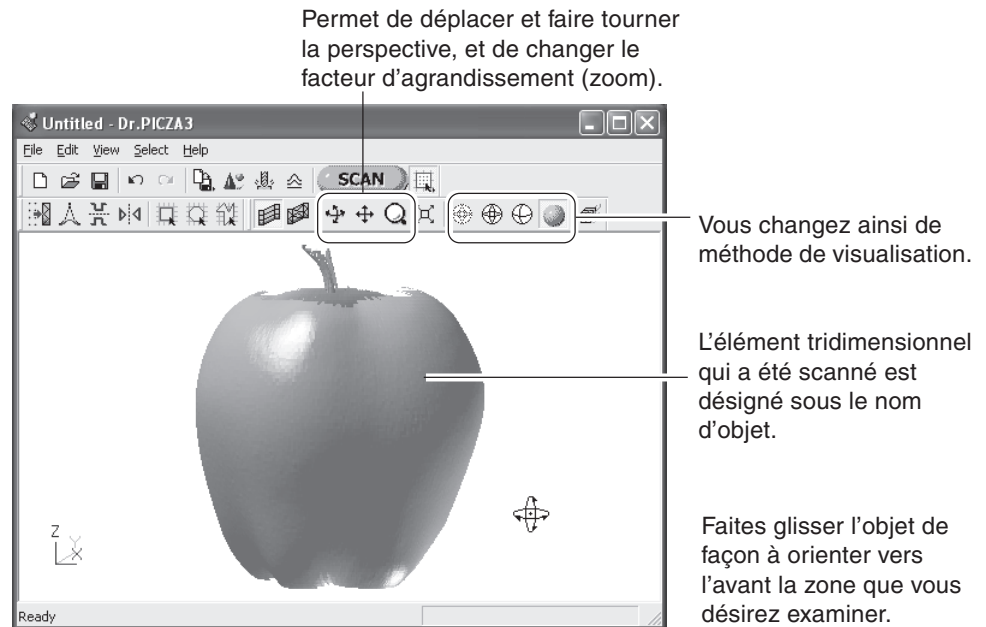 Permet de déplacer et faire tourner
la perspective, et de changer le
facteur d'agrandissement (zoom).
Untitled - Dr.PICZA3
File Edit View Select Help
SCAN
Vous changez ainsi de
méthode de visualisation.
L'élément tridimensionnel
qui a été scanné est
désigné sous le nom
d'objet.
Faites glisser l'objet de
façon à orienter vers
l'avant la zone que vous
désirez examiner.
Z
Y
X
Ready